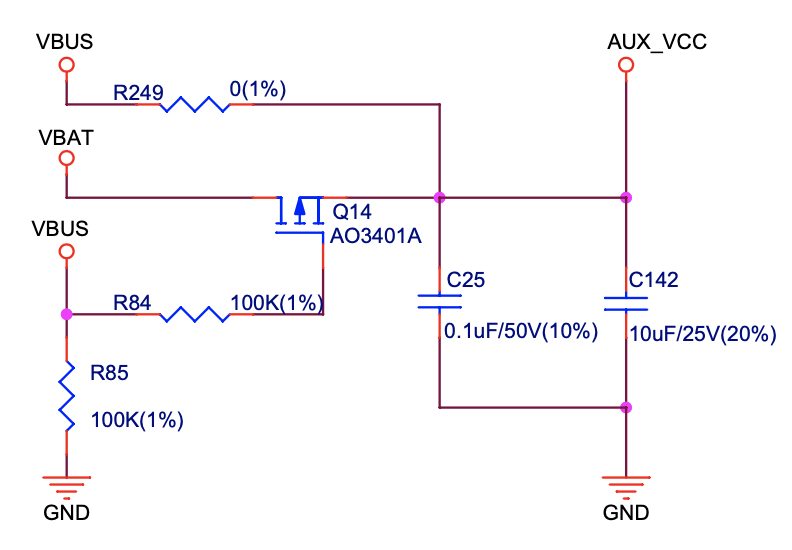 VBUS
AUX_VCC
R249
0(1%)
VBAT
Q14
AO3401A
VBUS
R84
100K(1%)
C25
0.1uF/50V(10%)
C142
10uF/25V(20%)
R85
100K(1%)
GND
GND